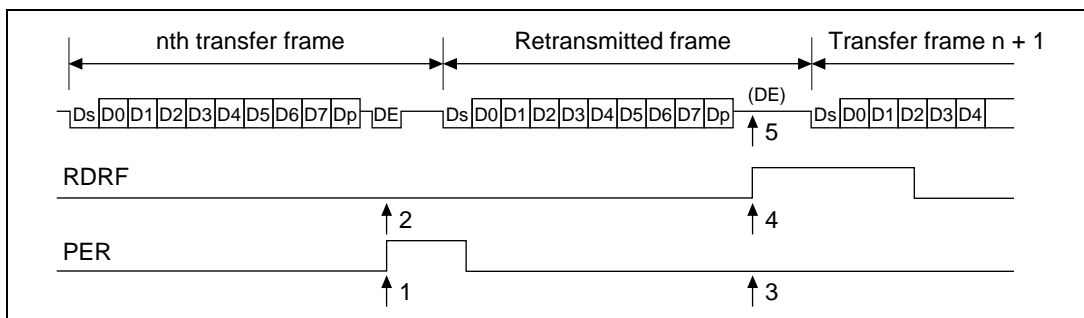 nth transfer frame Retransmitted frame Transfer frame n + 1
(DE)
Ds D0 D1 D2 D3 D4 D5 D6 D7 Dp DE Ds D0 D1 D2 D3 D4 D5 D6 D7 Dp Ds D0 D1 D2 D3 D4
5
RDRF
2 4
PER
1 3